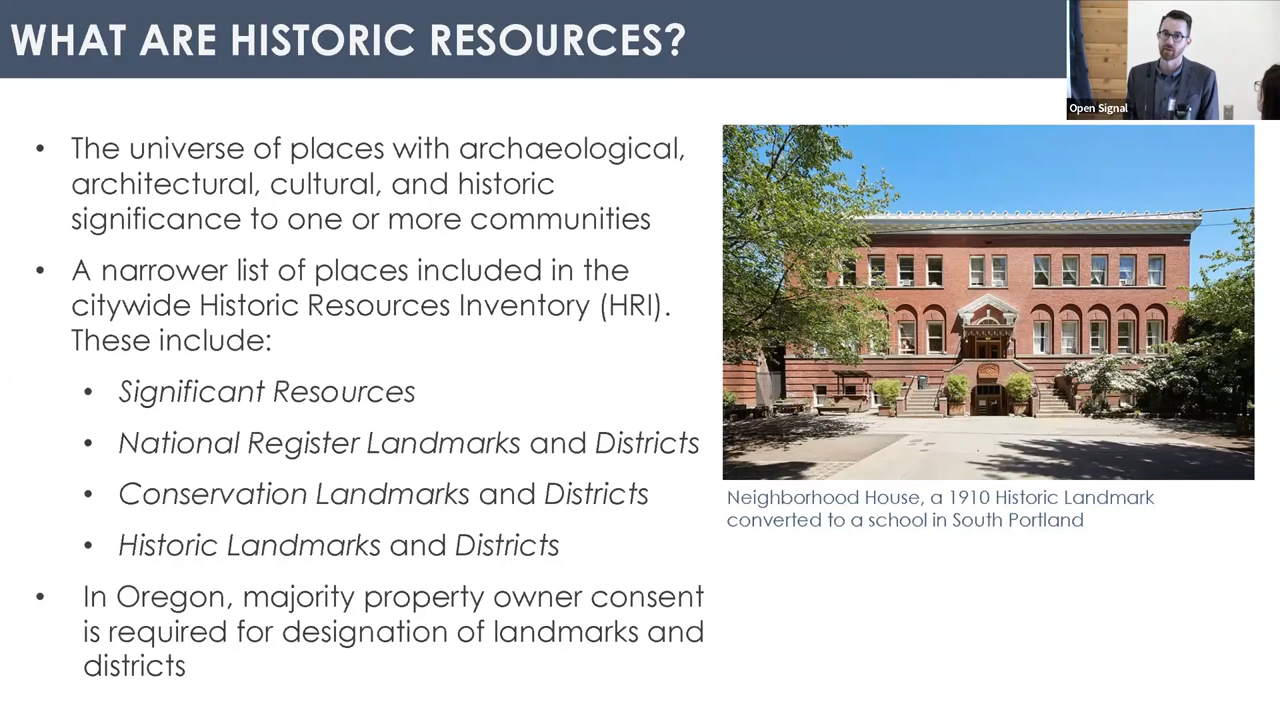 WHAT ARE HISTORIC RESOURCES?
Open Signal
• The universe of places with archaeological,
architectural, cultural, and historic
significance to one or more communities
• A narrower list of places included in the
citywide Historic Resources Inventory (HRI).
These include:
• Significant Resources
• National Register Landmarks and Districts
• Conservation Landmarks and Districts
• Historic Landmarks and Districts
• In Oregon, majority property owner consent
is required for designation of landmarks and
districts
Neighborhood House, a 1910 Historic Landmark
converted to a school in South Portland